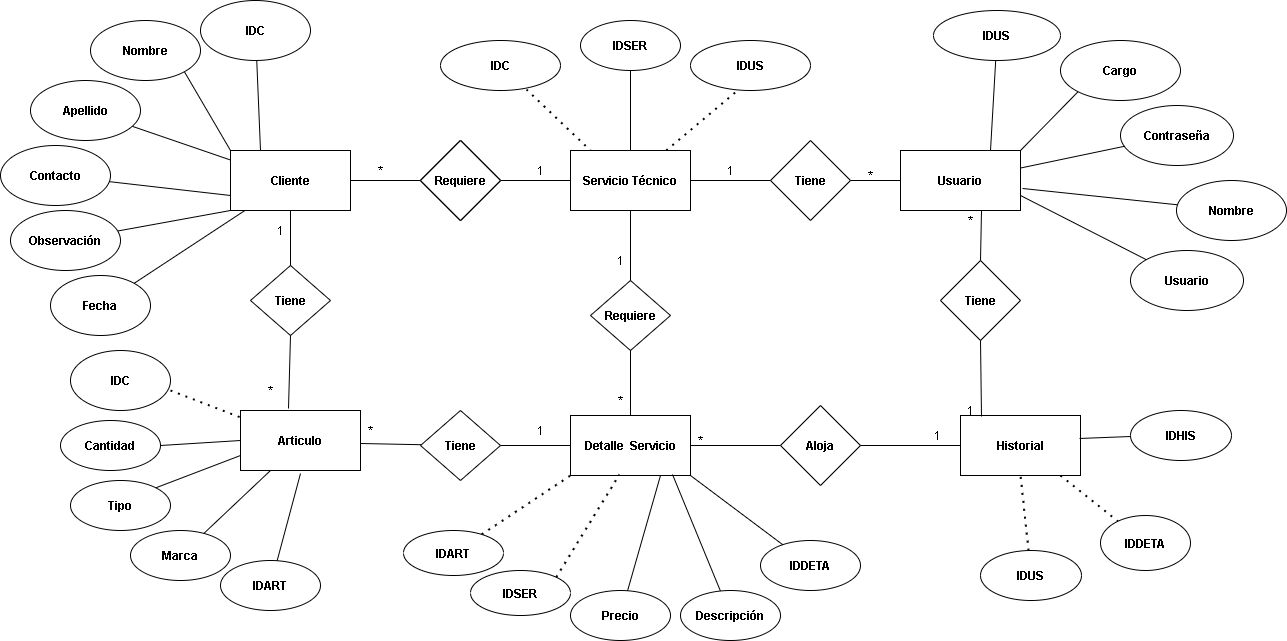 IDC
Nombre
Apellido
Contacto
Observación
Fecha
Cliente
*
Requiere
1
IDC
IDSER
IDUS
Servicio Técnico
1
Tiene
*
IDUS
Cargo
Contraseña
Nombre
Usuario
Usuario
1
Tiene
*
1
Requiere
*
*
Tiene
1
IDC
Cantidad
Tipo
Marca
IDART
Articulo
*
Tiene
1
Detalle Servicio
IDART
IDSER
Precio
Descripción
IDDETA
*
Aloja
1
Historial
IDHIS
IDDETA
IDUS